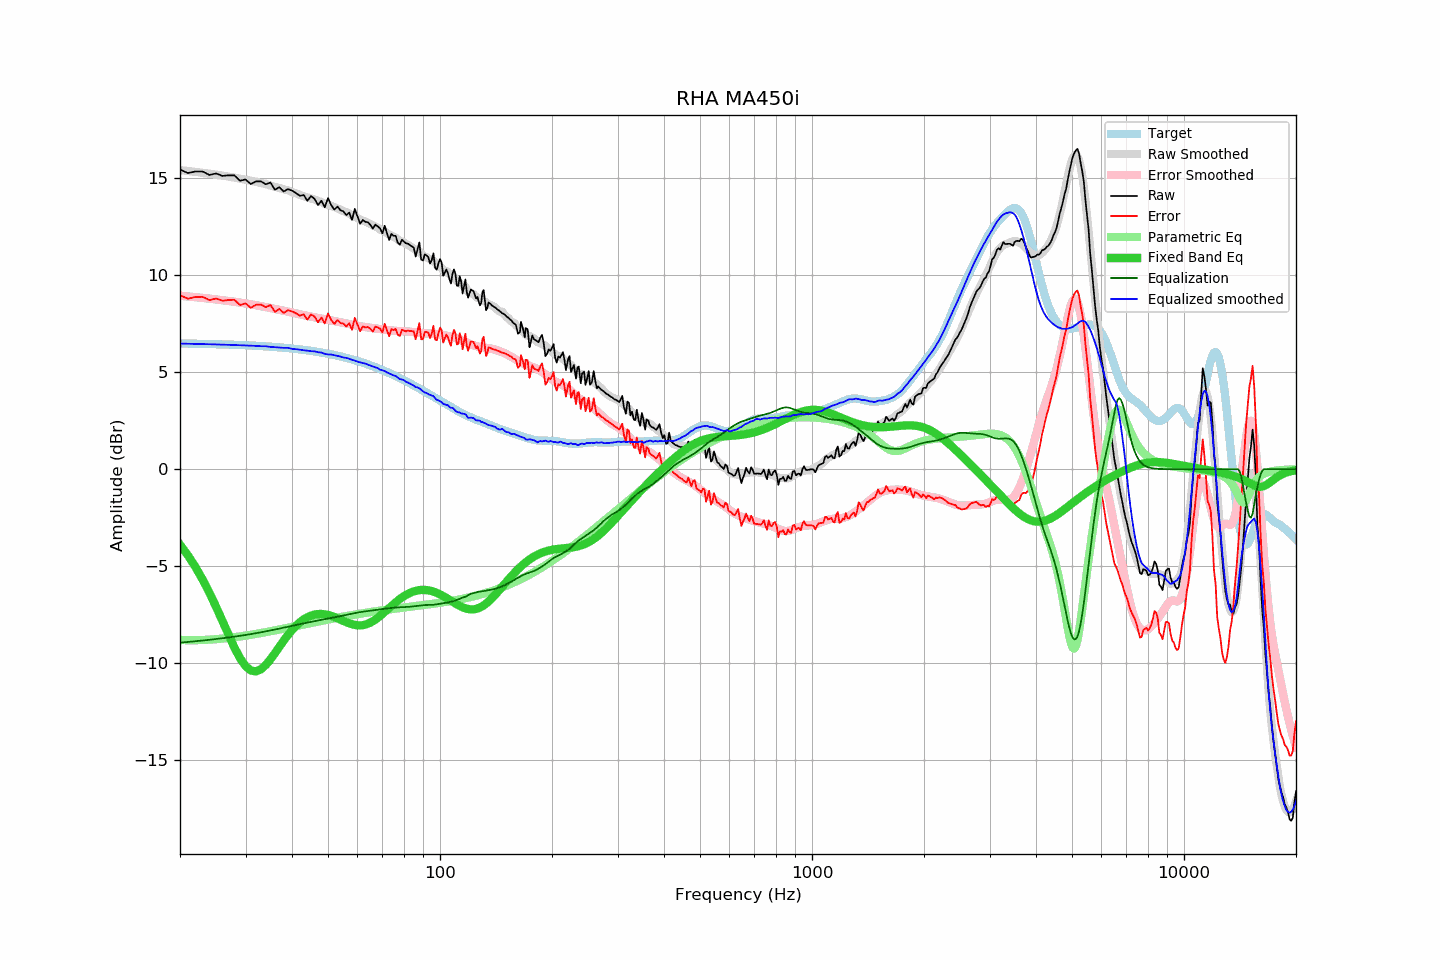 RHA MA450i
Target
Raw Smoothed
Error Smoothed
Raw
Error
Parametric Eq
Fixed Band Eq
Equalization
Equalized smoothed
15
10
5
0
−5
−10
−15
Amplitude (dBr)
100
1000
10000
Frequency (Hz)